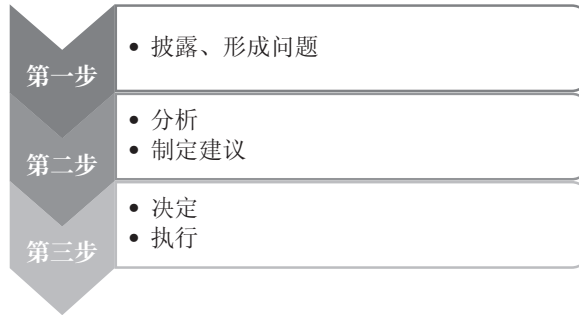 第一步
• 披露、形成问题
第二步
• 分析
• 制定建议
第三步
• 决定
• 执行